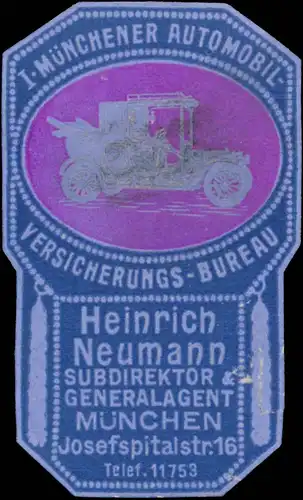 I. MÜNCHENER AUTOMOBIL-
VERSICHERUNGS-BUREAU
Heinrich
Neumann
SUBDIREKTOR &
GENERALAGENT
MÜNCHEN
Josefspitalstr. 16
Telef. 11753